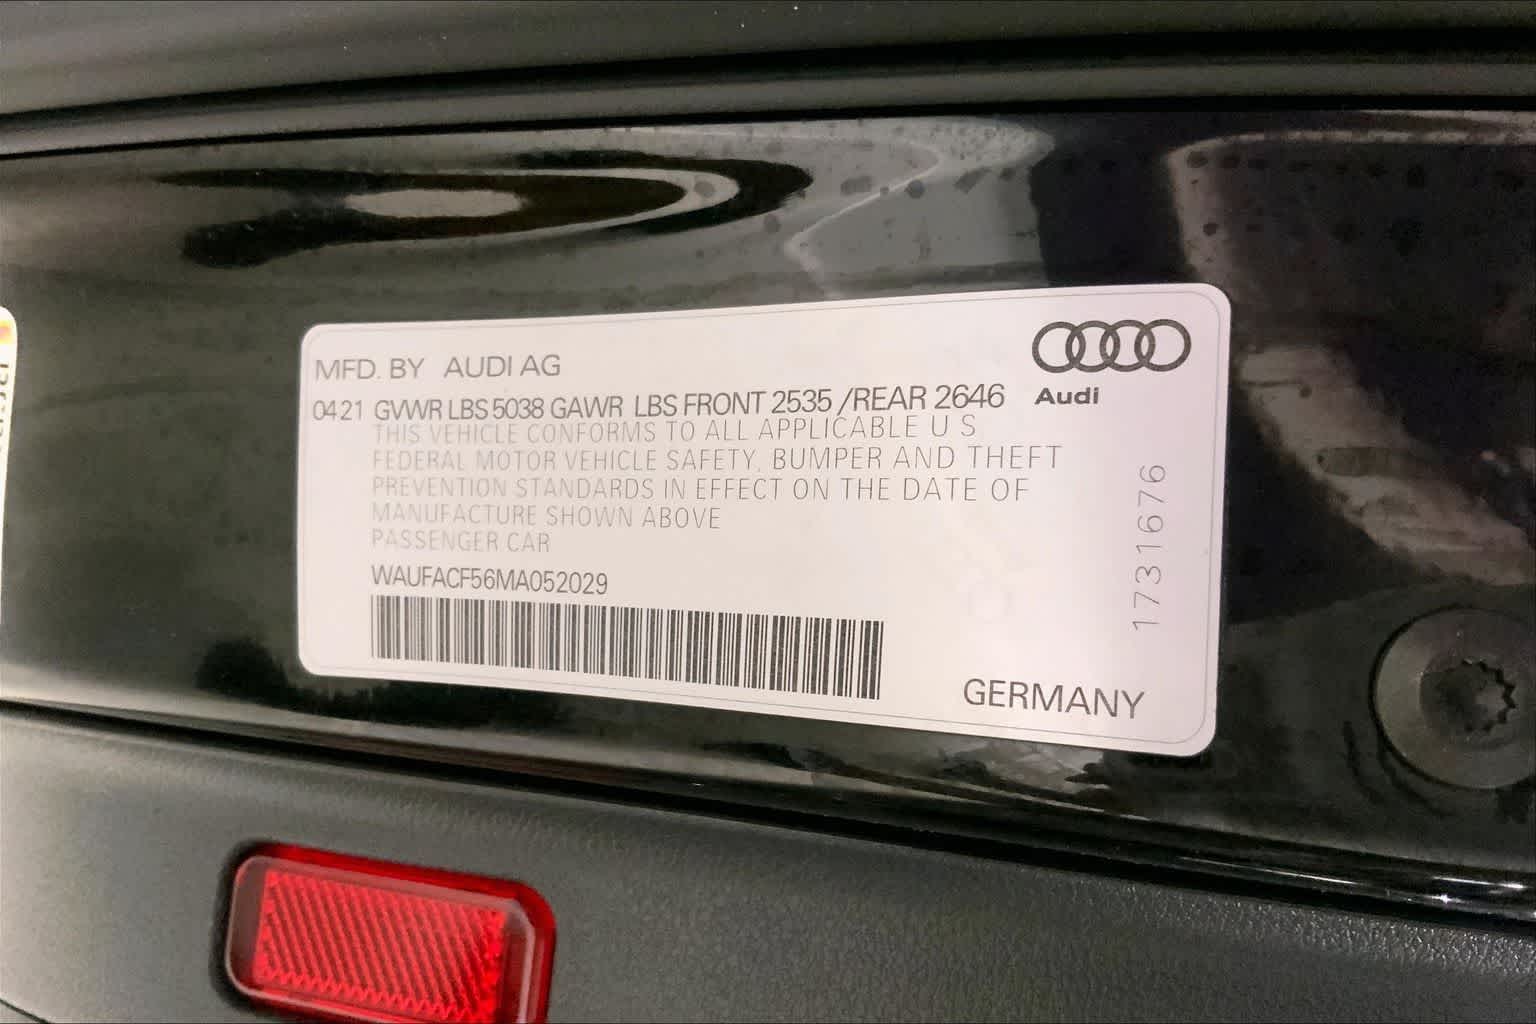 MFD. BY AUDI AG
Audi
0421 GVWR LBS 5038 GAWR LBS FRONT 2535 /REAR 2646
THIS VEHICLE CONFORMS TO ALL APPLICABLE U S
FEDERAL MOTOR VEHICLE SAFETY, BUMPER AND THEFT
PREVENTION STANDARDS IN EFFECT ON THE DATE OF
MANUFACTURE SHOWN ABOVE
PASSENGER CAR
WAUFACF56MA052029
1731676
GERMANY